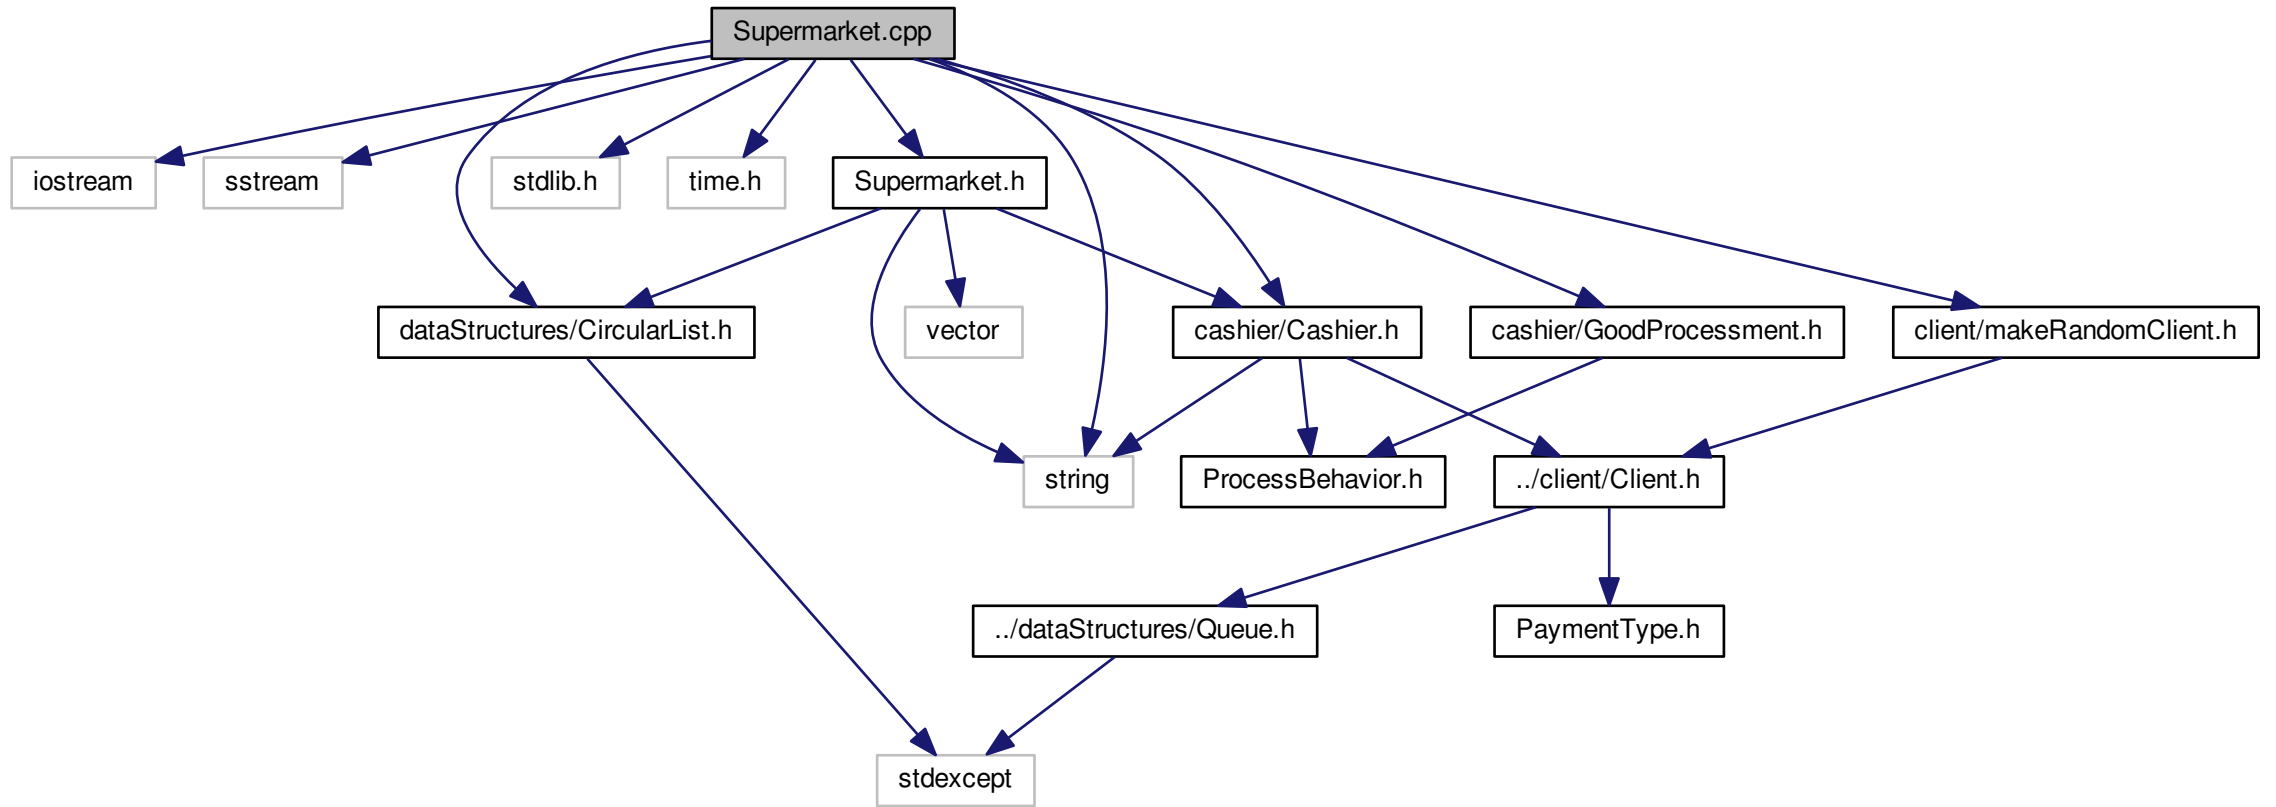 Supermarket.cpp
iostream
sstream
stdlib.h
time.h
Supermarket.h
dataStructures/CircularList.h
vector
cashier/Cashier.h
cashier/GoodProcessment.h
client/makeRandomClient.h
string
ProcessBehavior.h
../client/Client.h
../dataStructures/Queue.h
PaymentType.h
stdexcept